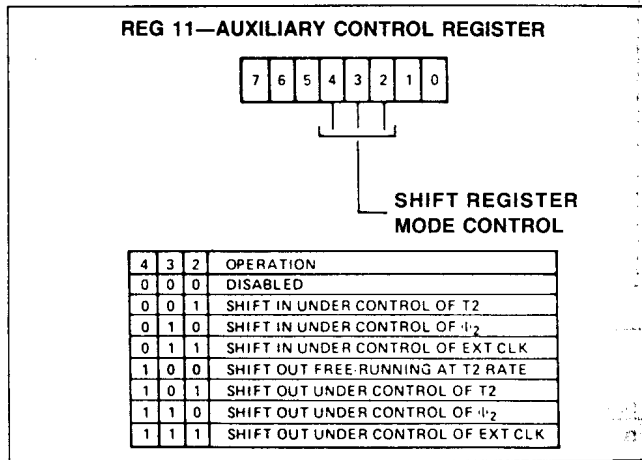 REG 11—AUXILIARY CONTROL REGISTER
7 6 5 4 3 2 1 0
SHIFT REGISTER
MODE CONTROL
4 3 2 OPERATION
0 0 0 DISABLED
0 0 1 SHIFT IN UNDER CONTROL OF T2
0 1 0 SHIFT IN UNDER CONTROL OF ϕ2
0 1 1 SHIFT IN UNDER CONTROL OF EXT CLK
1 0 0 SHIFT OUT FREE-RUNNING AT T2 RATE
1 0 1 SHIFT OUT UNDER CONTROL OF T2
1 1 0 SHIFT OUT UNDER CONTROL OF ϕ2
1 1 1 SHIFT OUT UNDER CONTROL OF EXT CLK